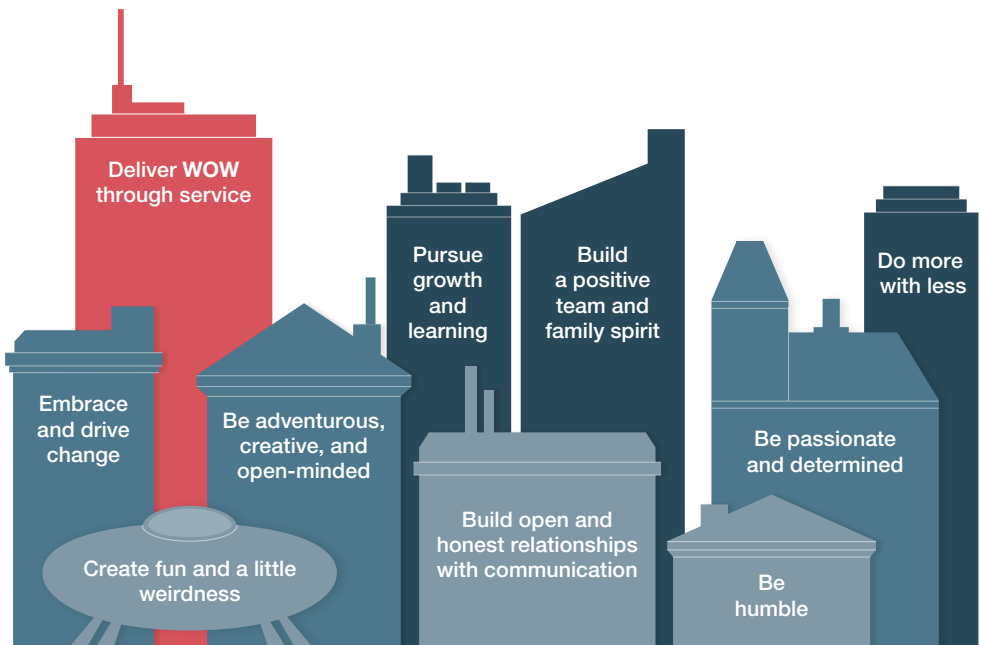 Deliver WOW
through service
Pursue
growth
and
learning
Build
a positive
team and
family spirit
Do more
with less
Embrace
and drive
change
Be adventurous,
creative, and
open-minded
Be passionate
and determined
Build open and
honest relationships
with communication
Create fun and a little
weirdness
Be
humble